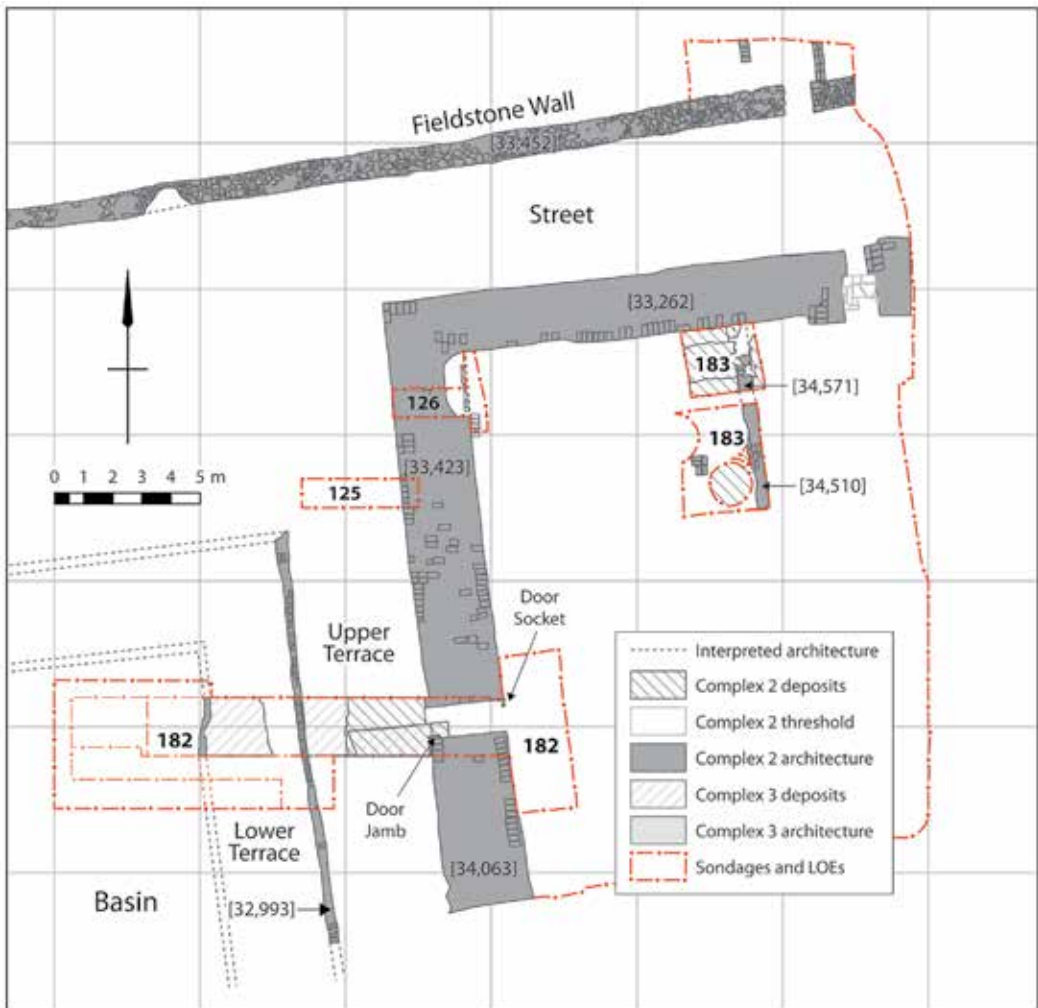 Fieldstone Wall
[33,452]
Street
[33,262]
183
[34,571]
126
183
[33,423]
0 1 2 3 4 5 m
125
[34,510]
Door
Socket
Upper
Terrace
Interpreted architecture
Complex 2 deposits
Complex 2 threshold
Complex 2 architecture
Complex 3 deposits
Complex 3 architecture
Sondages and LOEs
182
182
Door
Jamb
Lower
Terrace
[34,063]
Basin
[32,993]